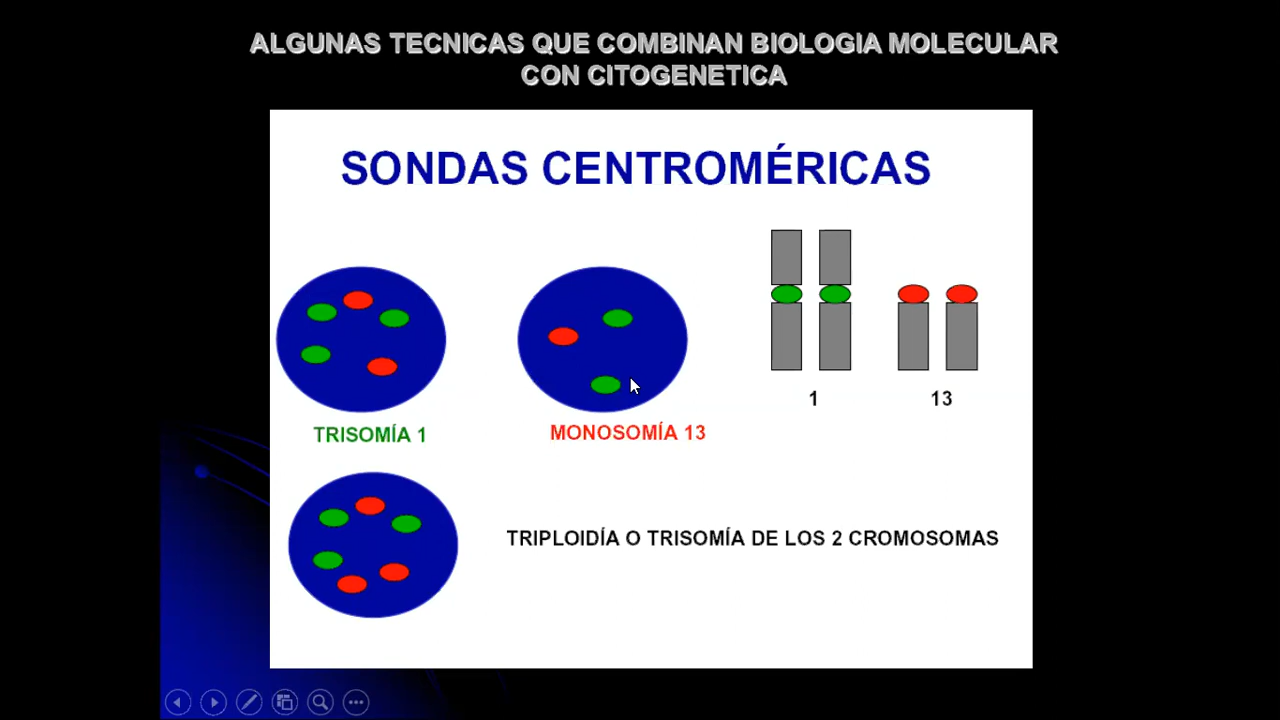 ALGUNAS TECNICAS QUE COMBINAN BIOLOGIA MOLECULAR
CON CITOGENETICA
SONDAS CENTROMÉRICAS
1
13
TRISOMÍA 1
MONOSOMÍA 13
TRIPLOIDÍA O TRISOMÍA DE LOS 2 CROMOSOMAS